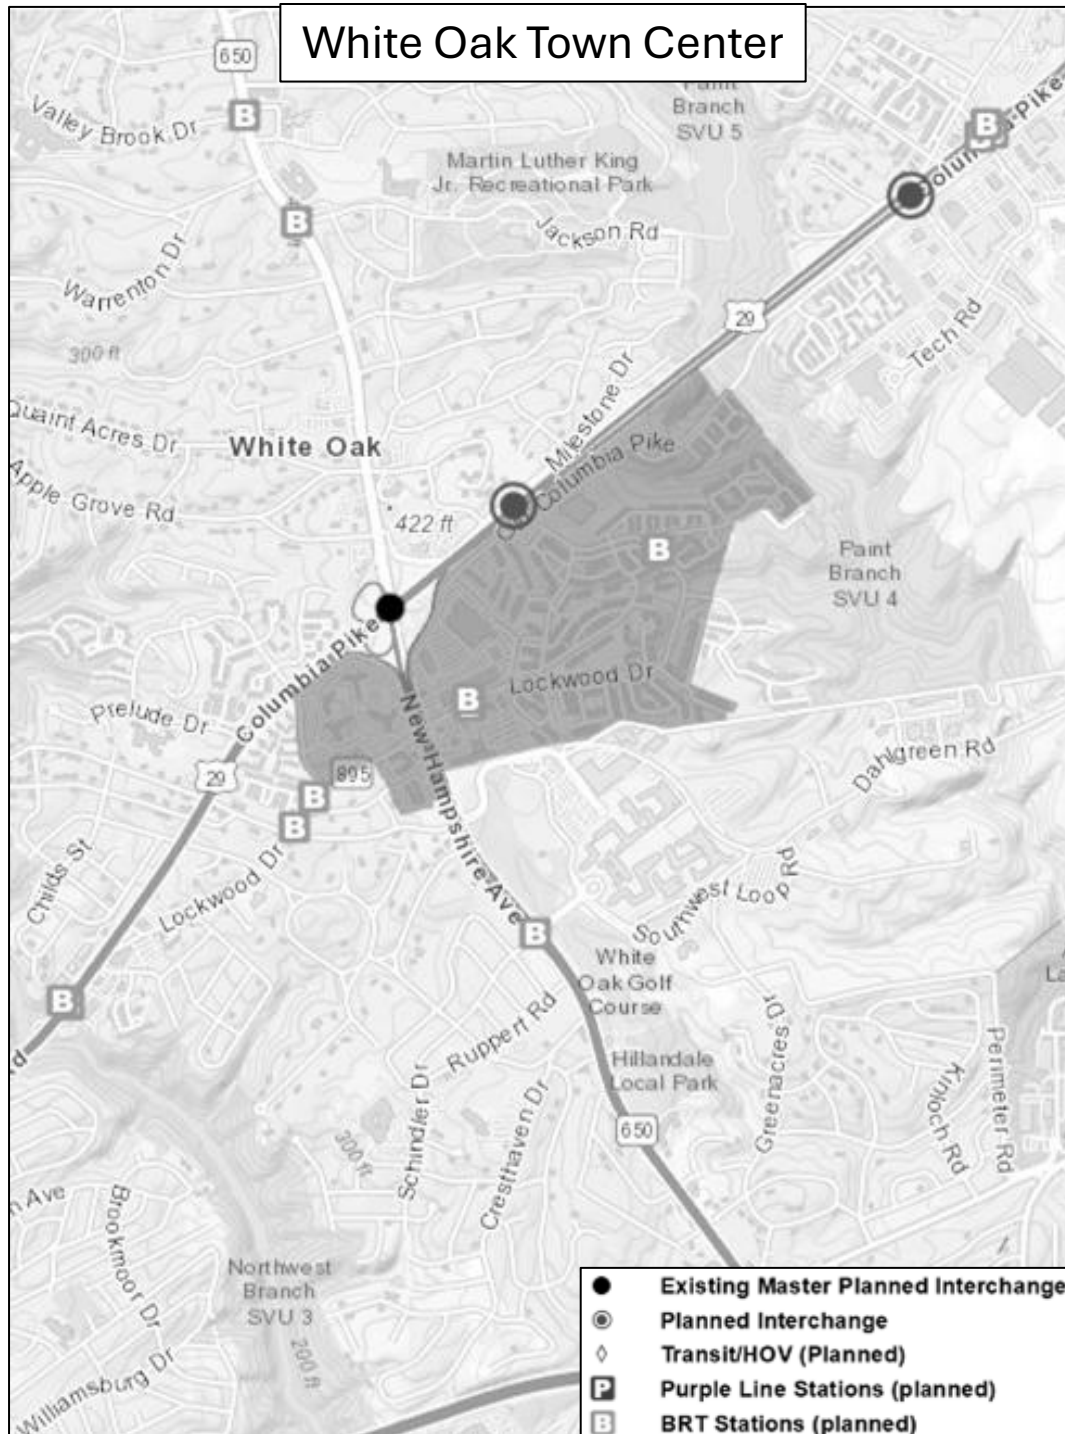 White Oak Town Center
650
B
Valley Brook Dr
Paint
Branch
SVU 5
B
Columbia Pike
Martin Luther King
Jr. Recreational Park
B
Jackson Rd
Warrenton Dr
29
Tech Rd
300 ft
Milestone Dr
Quaint Acres Dr
White Oak
Columbia Pike
Apple Grove Rd
422 ft
B
Paint
Branch
SVU 4
Columbia Pike
Lockwood Dr
B
Prelude Dr
New Hampshire Ave
29
895
Dahlgreen Rd
B
B
Childs St
Lockwood Dr
Southwest Loop Rd
B
White
Oak Golf
Course
B
Ruppert Rd
Greenacres Dr
Hillandale
Local Park
Perimeter Rd
Kinloch Rd
Schindler Dr
Cresthaven Dr
650
300 ft
Ave
Brookmoor Dr
Northwest
Branch
SVU 3
200 ft
Williamsburg Dr
Existing Master Planned Interchange
Planned Interchange
Transit/HOV (Planned)
P Purple Line Stations (planned)
B BRT Stations (planned)